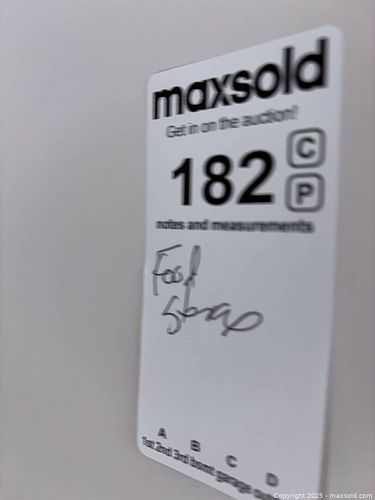 maxsold
Get in on the auction!
182
C
P
notes and measurements
Food
Storage
A B C D
1st 2nd 3rd bsmt garage
Copyright 2025 - maxsold.com